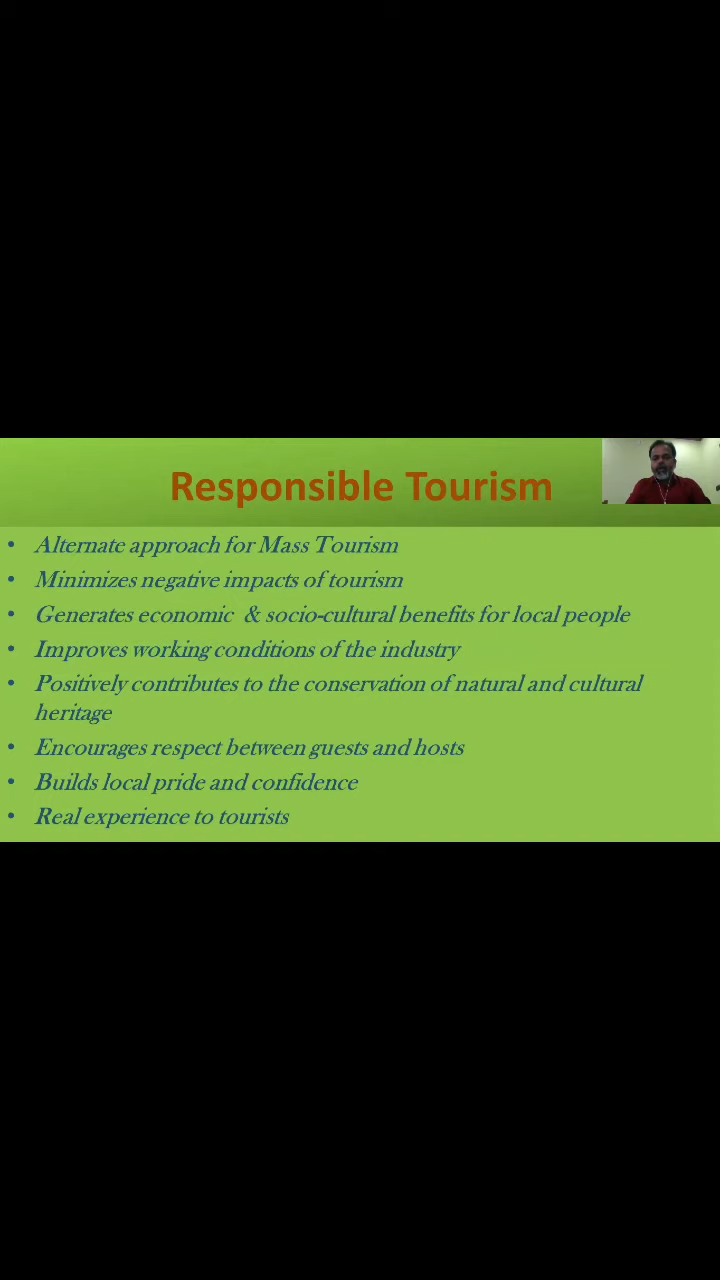 Responsible Tourism
• Alternate approach for Mass Tourism
• Minimizes negative impacts of tourism
• Generates economic & socio-cultural benefits for local people
• Improves working conditions of the industry
• Positively contributes to the conservation of natural and cultural
heritage
• Encourages respect between guests and hosts
• Builds local pride and confidence
• Real experience to tourists